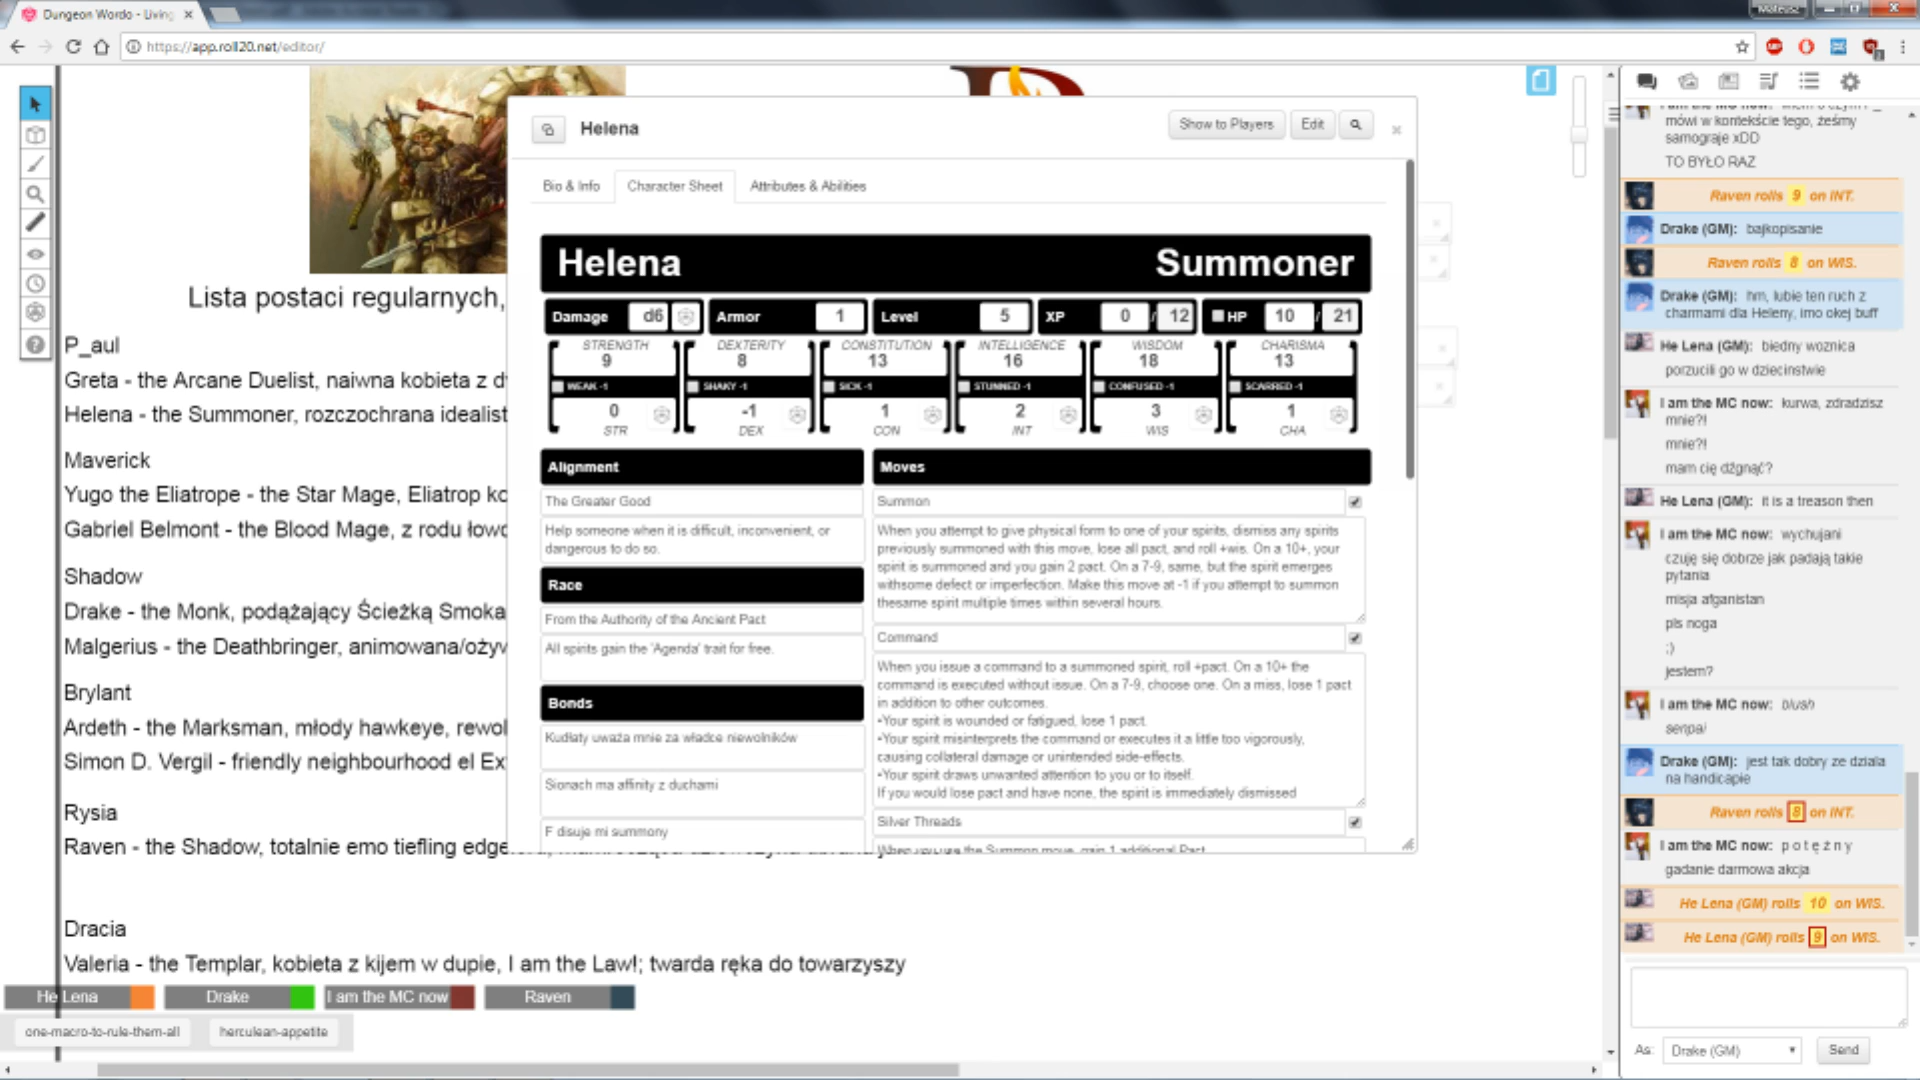 Dungeon Wordo - Living
Mateusz
https://app.roll20.net/editor/
Lista postaci regularnych,
P_aul
Greta - the Arcane Duelist, naiwna kobieta z
Helena - the Summoner, rozczochrana idealist
Maverick
Yugo the Eliatrope - the Star Mage, Eliatrop
Gabriel Belmont - the Blood Mage, z rodu
Shadow
Drake - the Monk, podążający Ścieżką Smoka
Malgerius - the Deathbringer,
Brylant
Ardeth - the Marksman, młody hawkeye,
Simon D. Vergil - friendly neighbourhood el
Rysia
Raven - the Shadow, totalnie emo tiefling
Dracia
Valeria - the Templar, kobieta z kijem w dupie, I am the Law!; twarda ręka do towarzyszy
He Lena
Drake
I am the MC now
Raven
one-macro-to-rule-them-all
herculean-appetite
Helena
Show to Players
Edit
Bio & Info
Character Sheet
Attributes & Abilities
Helena
Summoner
Damage d6
Armor 1
Level 5
XP 0 / 12
HP 10 / 21
STRENGTH
9
WEAK -1
0
STR
DEXTERITY
8
SHAKY -1
-1
DEX
CONSTITUTION
13
SICK -1
1
CON
INTELLIGENCE
16
STUNNED -1
2
INT
WISDOM
18
CONFUSED -1
3
WIS
CHARISMA
13
SCARRED -1
1
CHA
Alignment
The Greater Good
Help someone when it is difficult, inconvenient, or
dangerous to do so.
Race
From the Authority of the Ancient Pact
All spirits gain the 'Agenda' trait for free.
Bonds
Kudłaty uważa mnie za władce niewolników
Sionach ma affinity z duchami
F disuje mi summony
Moves
Summon
When you attempt to give physical form to one of your spirits, dismiss any spirits
previously summoned with this move, lose all pact, and roll +wis. On a 10+, your
spirit is summoned and you gain 2 pact. On a 7-9, same, but the spirit emerges
withsome defect or imperfection. Make this move at -1 if you attempt to summon
thesame spirit multiple times within several hours.
Command
When you issue a command to a summoned spirit, roll +pact. On a 10+ the
command is executed without issue. On a 7-9, choose one. On a miss, lose 1 pact
in addition to other outcomes.
•Your spirit is wounded or fatigued, lose 1 pact.
•Your spirit misinterprets the command or executes it a little too vigorously,
causing collateral damage or unintended side-effects.
•Your spirit draws unwanted attention to you or to itself.
If you would lose pact and have none, the spirit is immediately dismissed
Silver Threads
the Summon move, gain 1 additional Pact
I am the MC now:
mówi w kontekście tego, żeśmy
samograje xDD
TO BYŁO RAZ
Raven rolls 9 on INT.
Drake (GM): bajkopisanie
Raven rolls 8 on WIS.
Drake (GM): hm, lubie ten ruch z
charmami dla Heleny, imo okej buff
He Lena (GM): biedny woznica
porzucili go w dziecinstwie
I am the MC now: kurwa, zdradzisz
mnie?!
mnie?!
mam cię dźgnąć?
He Lena (GM): it is a treason then
I am the MC now: wychujani
czuję się dobrze jak padają takie
pytania
misja afganistan
pls noga
;)
jestem?
I am the MC now: blush
senpai
Drake (GM): jest tak dobry ze dziala
na handicapie
Raven rolls 8 on INT.
I am the MC now: p o t ę ż n y
gadanie darmowa akcja
He Lena (GM) rolls 10 on WIS.
He Lena (GM) rolls 9 on WIS.
As: Drake (GM)
Send